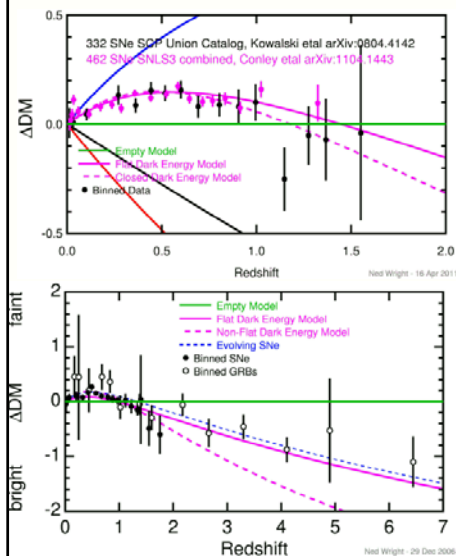 0.5
332 SNe SCP Union Catalog, Kowalski etal arXiv:0804.4142
462 SNe SNLS3 combined, Conley etal arXiv:1104.1443
ΔDM
0.0
Empty Model
Flat Dark Energy Model
Closed Dark Energy Model
Binned Data
-0.5
0.0 0.5 1.0 1.5 2.0
Redshift
Ned Wright - 16 Apr 2011
faint
ΔDM
bright
2
1
0
-1
-2
Empty Model
Flat Dark Energy Model
Non-Flat Dark Energy Model
Evolving SNe
Binned SNe
Binned GRBs
0 1 2 3 4 5 6 7
Redshift
Ned Wright - 29 Dec 2008